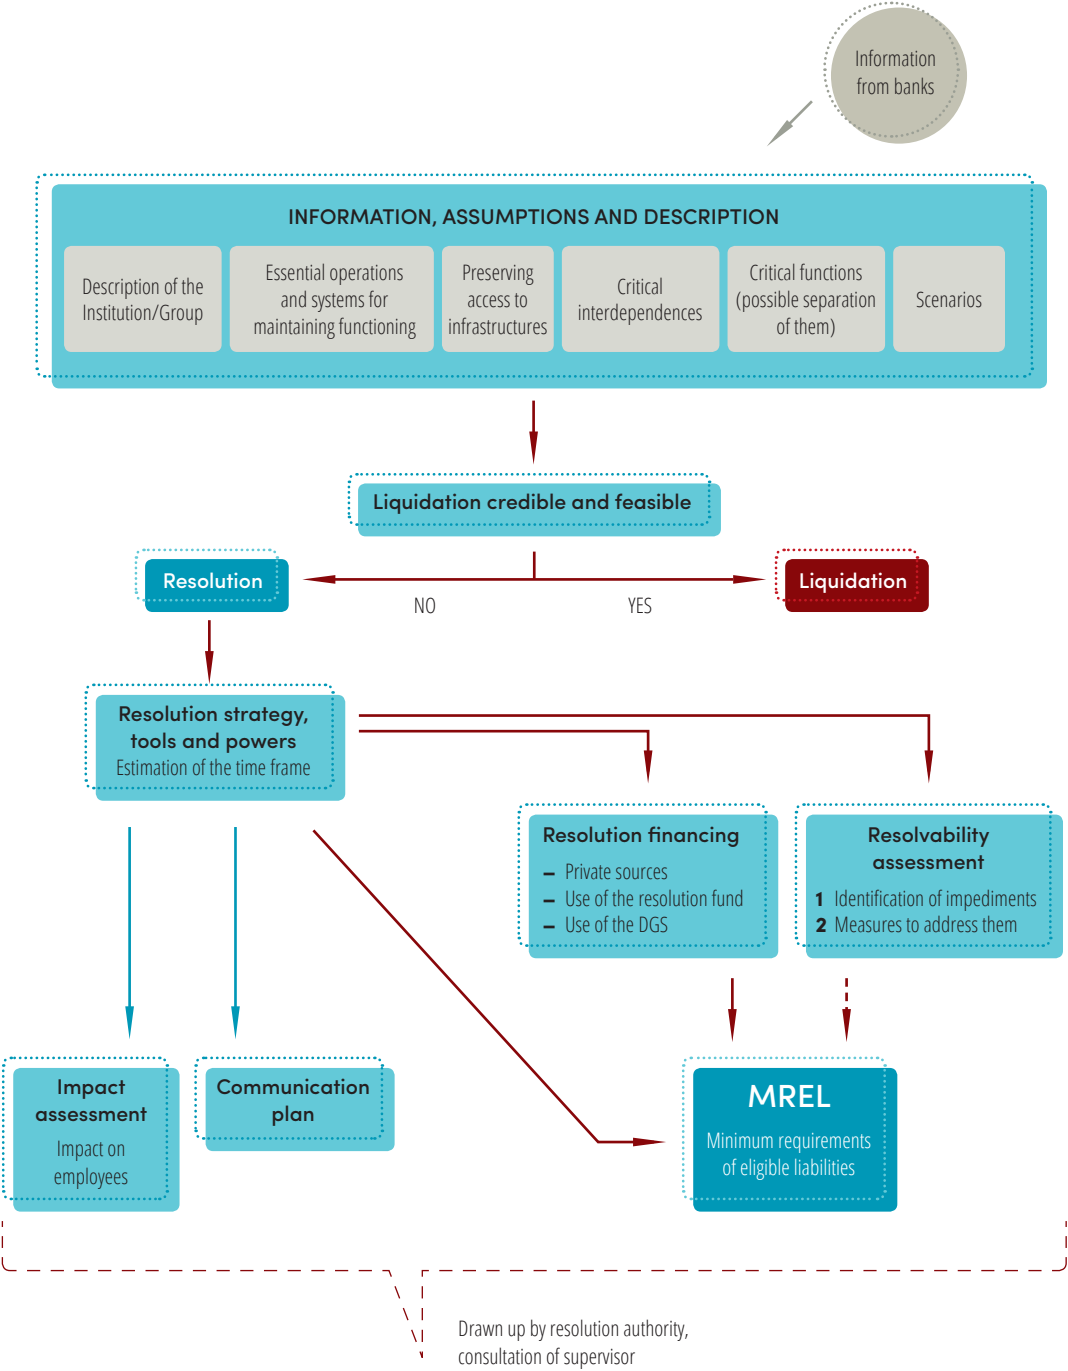 Information
from banks
INFORMATION, ASSUMPTIONS AND DESCRIPTION
Description of the
Institution/Group
Essential operations
and systems for
maintaining functioning
Preserving
access to
infrastructures
Critical
interdependences
Critical functions
(possible separation
of them)
Scenarios
Liquidation credible and feasible
Resolution
NO
YES
Liquidation
Resolution strategy,
tools and powers
Estimation of the time frame
Resolution financing
– Private sources
– Use of the resolution fund
– Use of the DGS
Resolvability
assessment
1 Identification of impediments
2 Measures to address them
Impact
assessment
Impact on
employees
Communication
plan
MREL
Minimum requirements
of eligible liabilities
Drawn up by resolution authority,
consultation of supervisor